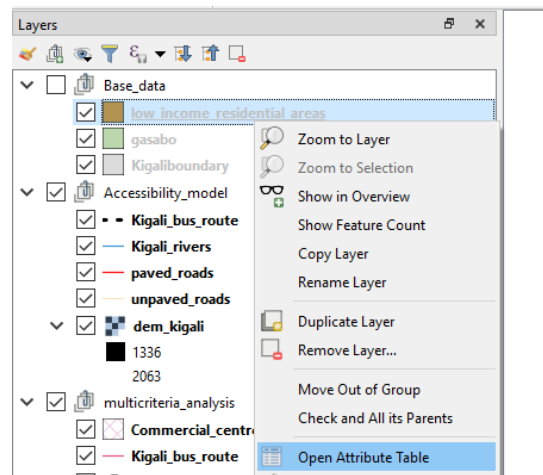 Layers
Base_data
low_income_residential_areas
gasabo
Kigaliboundary
Accessibility_model
Kigali_bus_route
Kigali_rivers
paved_roads
unpaved_roads
dem_kigali
1336
2063
multicriteria_analysis
Commercial_centr
Kigali_bus_route
Zoom to Layer
Zoom to Selection
Show in Overview
Show Feature Count
Copy Layer
Rename Layer
Duplicate Layer
Remove Layer...
Move Out of Group
Check and All its Parents
Open Attribute Table